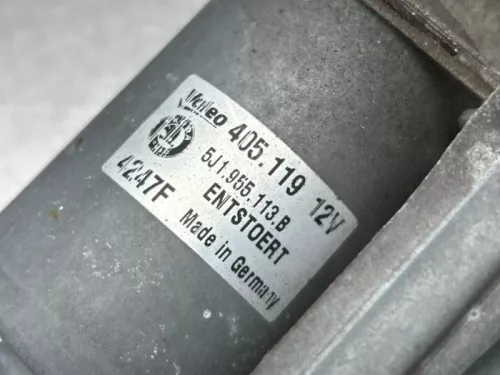 Valeo 405.119 12V
5J1.955.113.B
ENTSTOERT
4247F Made in Germany